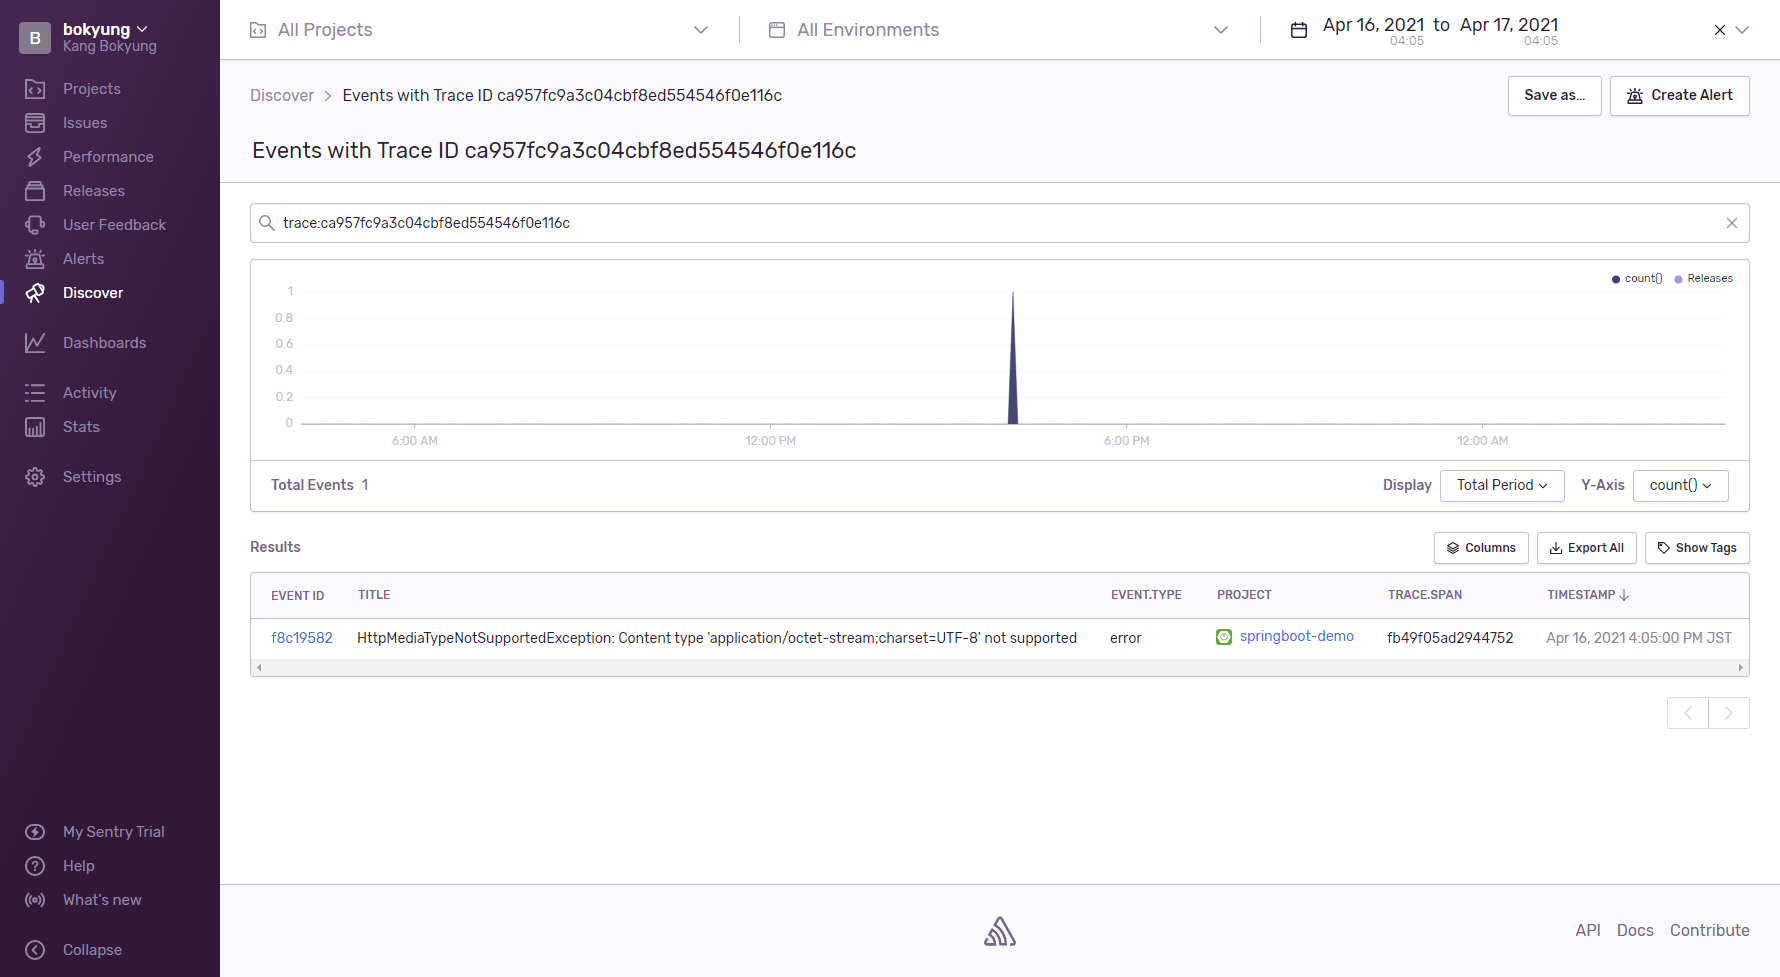 B
bokyung
Kang Bokyung
Projects
Issues
Performance
Releases
User Feedback
Alerts
Discover
Dashboards
Activity
Stats
Settings
My Sentry Trial
Help
What's new
Collapse
All Projects
All Environments
Apr 16, 2021 to Apr 17, 2021
04:05 04:05
Discover > Events with Trace ID ca957fc9a3c04cbf8ed554546f0e116c
Save as...
Create Alert
Events with Trace ID ca957fc9a3c04cbf8ed554546f0e116c
trace:ca957fc9a3c04cbf8ed554546f0e116c
count() Releases
1
0.8
0.6
0.4
0.2
0
6:00 AM 12:00 PM 6:00 PM 12:00 AM
Total Events 1
Display Total Period Y-Axis count()
Results
Columns Export All Show Tags
EVENT ID TITLE EVENT.TYPE PROJECT TRACE.SPAN TIMESTAMP
f8c19582 HttpMediaTypeNotSupportedException: Content type 'application/octet-stream;charset=UTF-8' not supported error springboot-demo fb49f05ad2944752 Apr 16, 2021 4:05:00 PM JST
API Docs Contribute